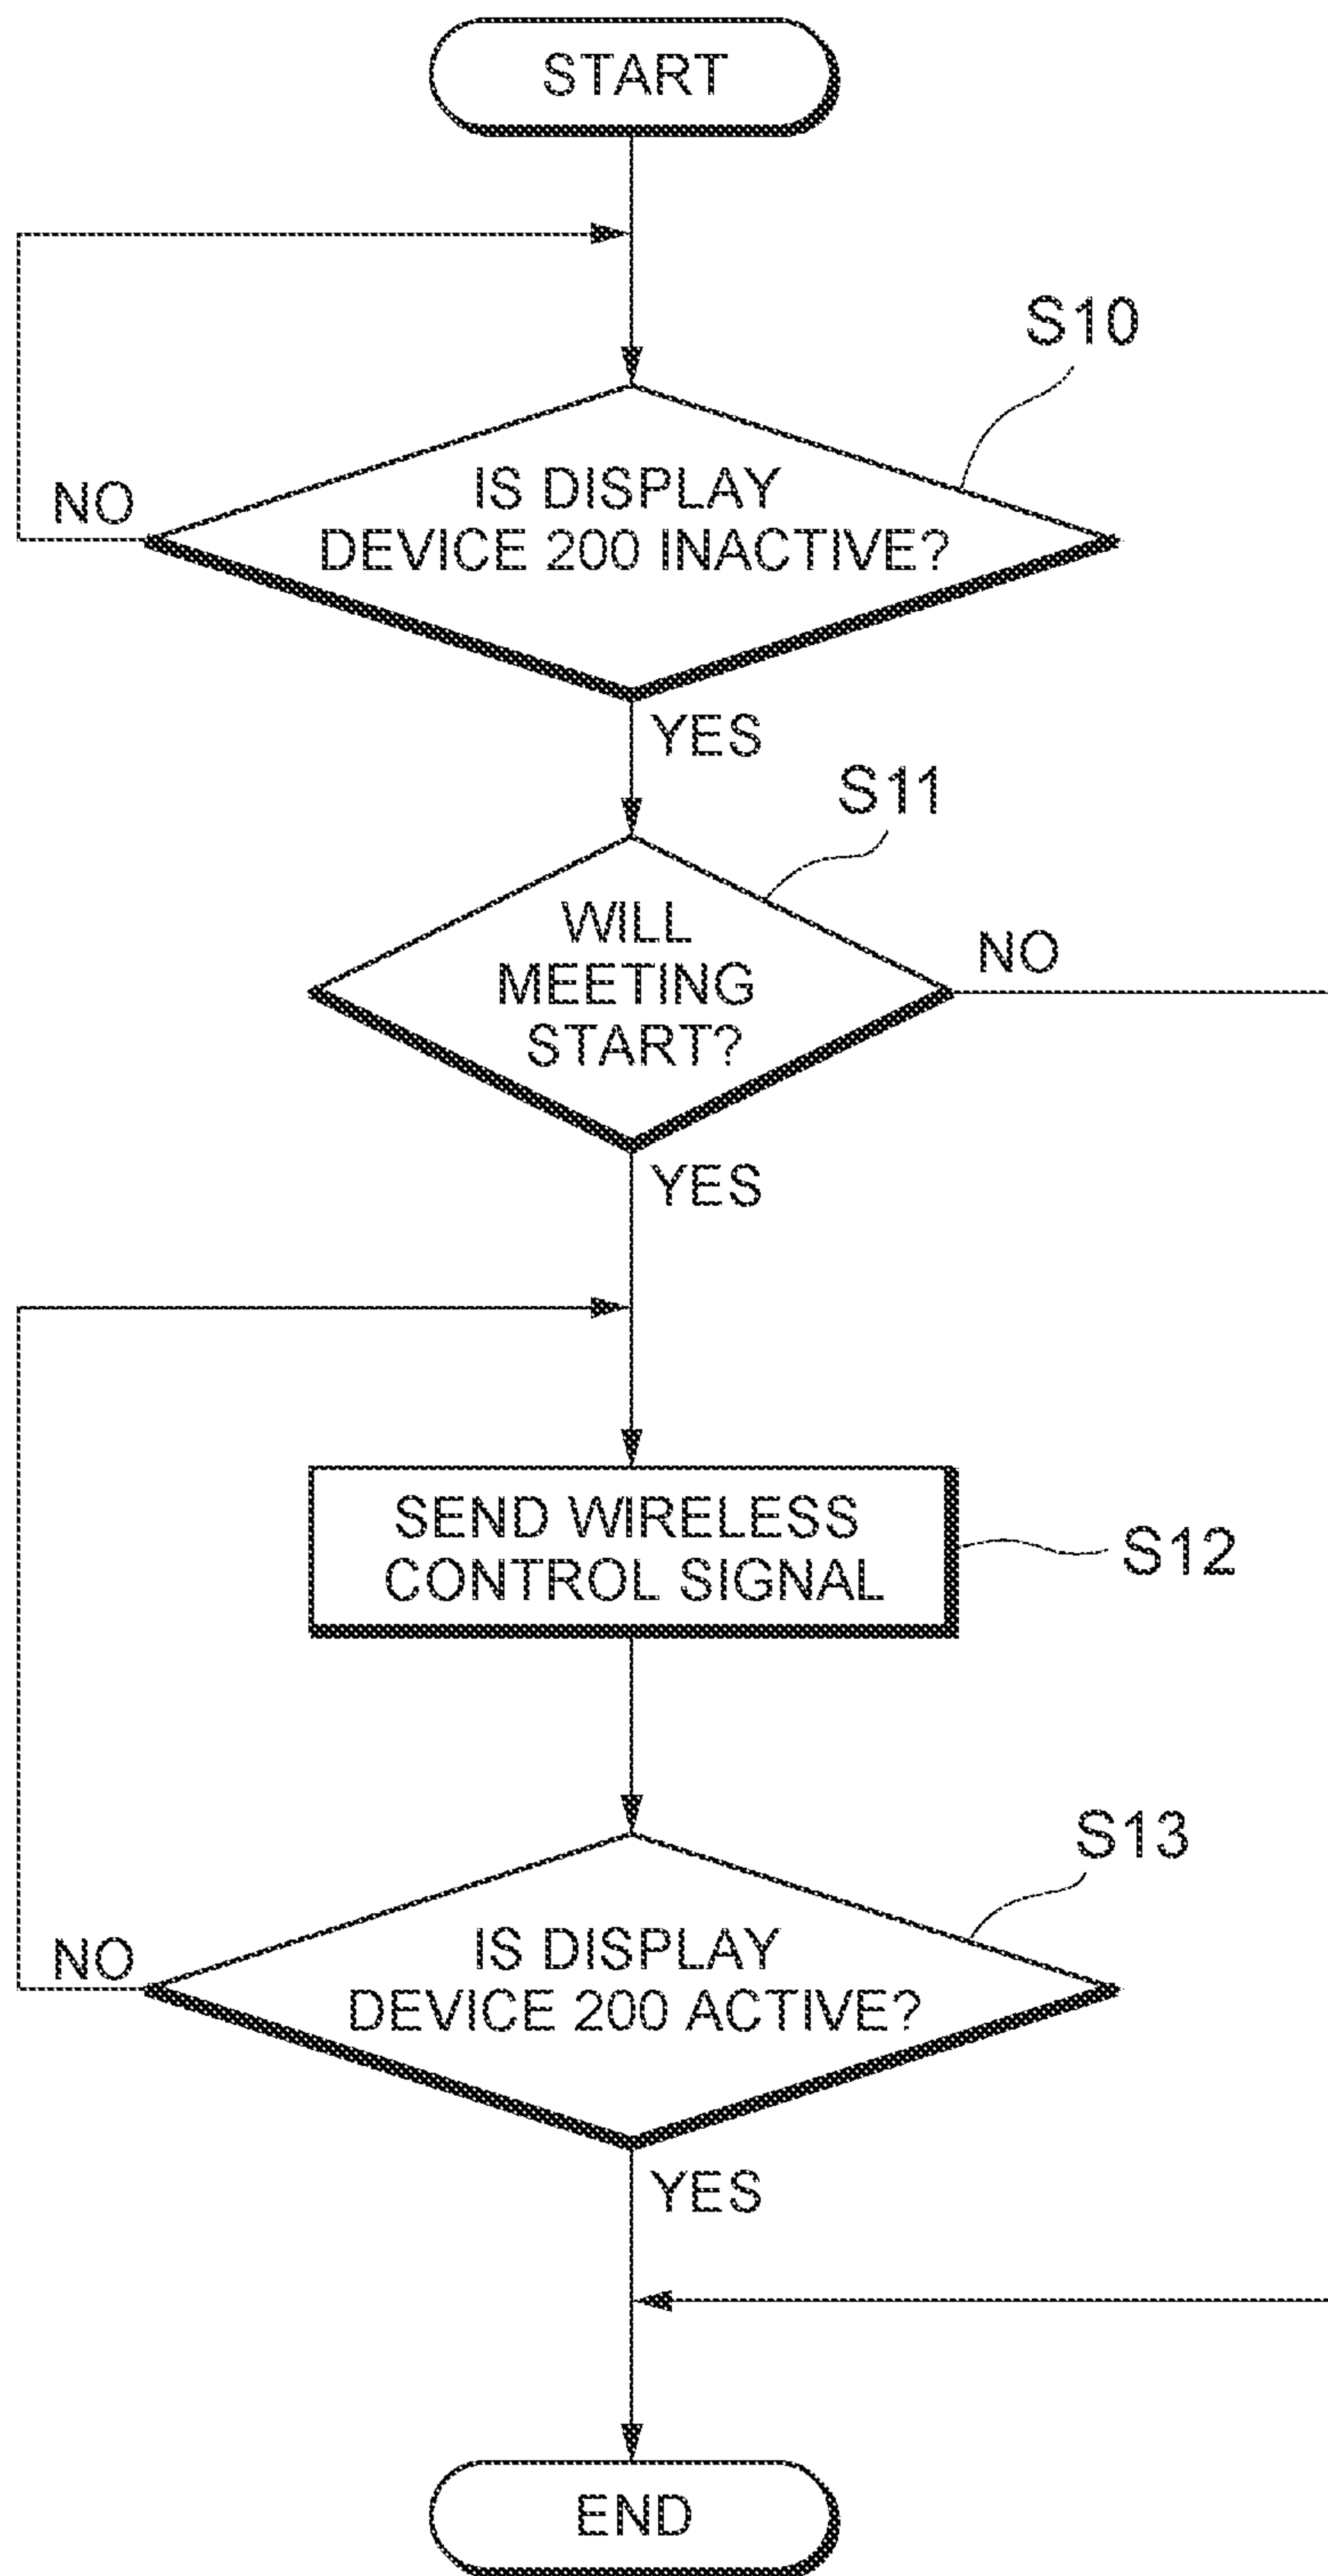 START
S10
IS DISPLAY
DEVICE 200 INACTIVE?
NO
YES
S11
WILL
MEETING
START?
NO
YES
SEND WIRELESS
CONTROL SIGNAL
S12
S13
IS DISPLAY
DEVICE 200 ACTIVE?
NO
YES
END